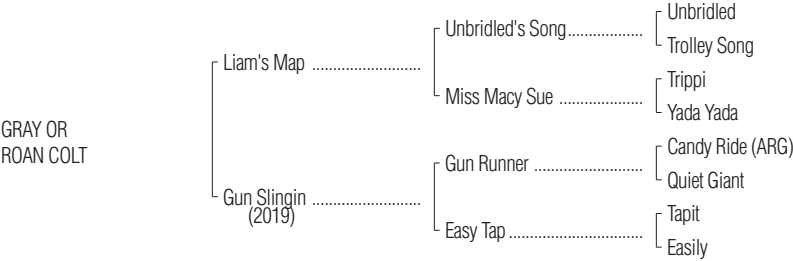 Unbridled
Unbridled's Song..................
Trolley Song
Liam's Map .........................
Trippi
Miss Macy Sue ....................
Yada Yada
GRAY OR
ROAN COLT
Candy Ride (ARG)
Gun Runner ..........................
Quiet Giant
Gun Slingin .........................
(2019)
Tapit
Easy Tap ................................
Easily